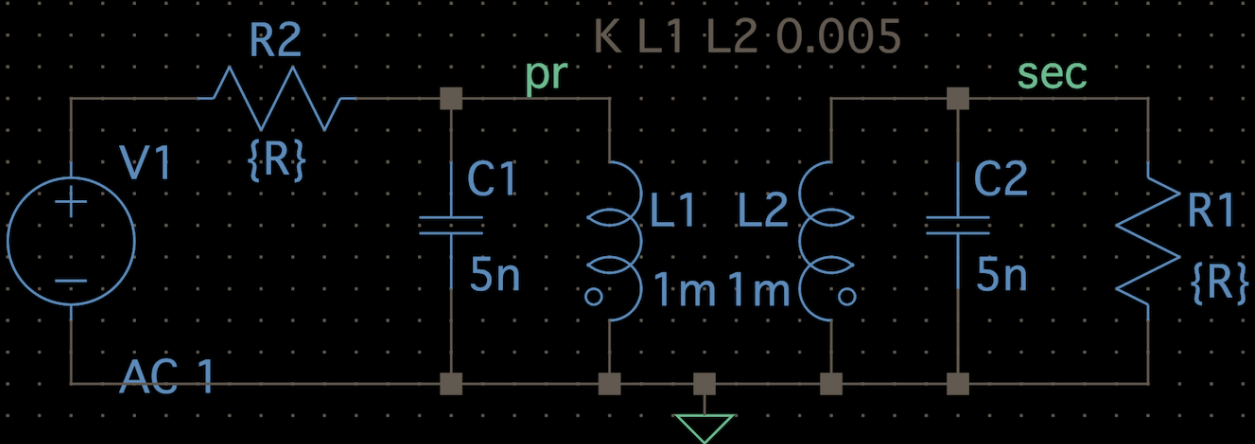 K L1 L2 0.005
R2
pr
sec
V1
{R}
C1
C2
L1
L2
R1
5n
1m
1m
5n
{R}
AC 1